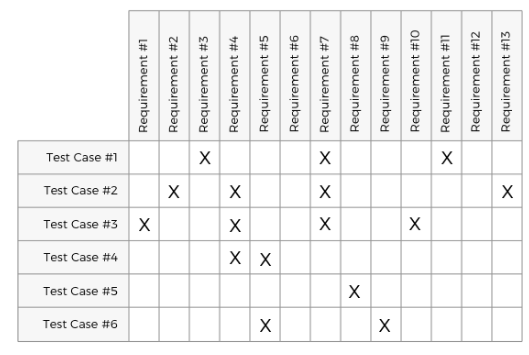 Requirement #1
Requirement #2
Requirement #3
Requirement #4
Requirement #5
Requirement #6
Requirement #7
Requirement #8
Requirement #9
Requirement #10
Requirement #11
Requirement #12
Requirement #13
Test Case #1 X X X
Test Case #2 X X X X
Test Case #3 X X X X
Test Case #4 X X
Test Case #5 X
Test Case #6 X X